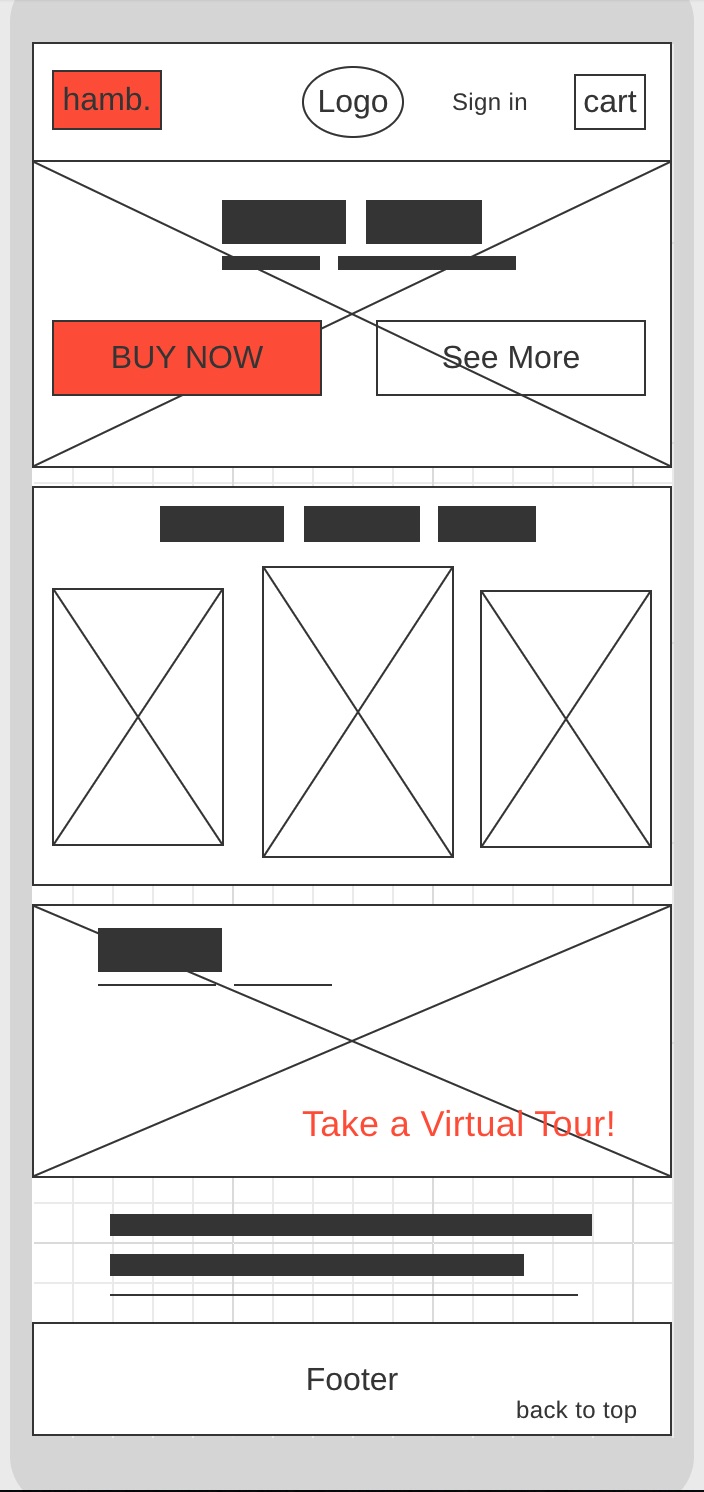 hamb. Logo Sign in cart
BUY NOW See More
Take a Virtual Tour!
Footer
back to top